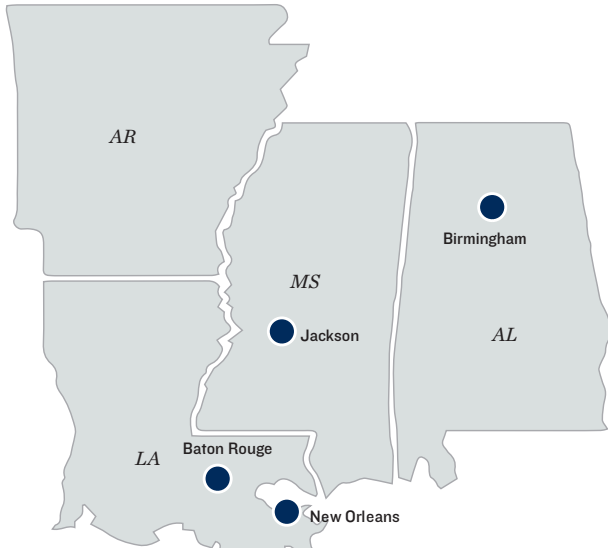 AR
Birmingham
MS
Jackson
AL
Baton Rouge
LA
New Orleans